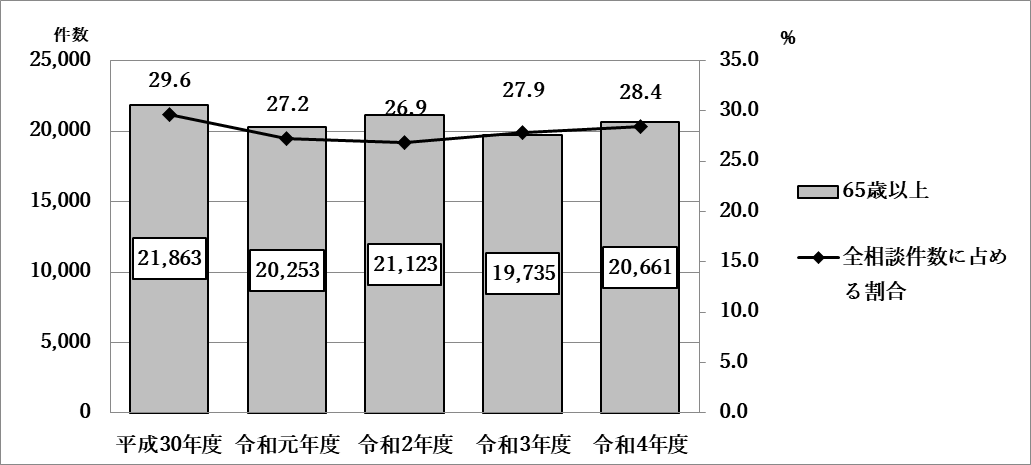 件数
%
25,000
20,000
15,000
10,000
5,000
0
29.6
27.2
26.9
27.9
28.4
21,863
20,253
21,123
19,735
20,661
35.0
30.0
25.0
20.0
15.0
10.0
5.0
0.0
平成30年度
令和元年度
令和2年度
令和3年度
令和4年度
65歳以上
全相談件数に占め
る割合